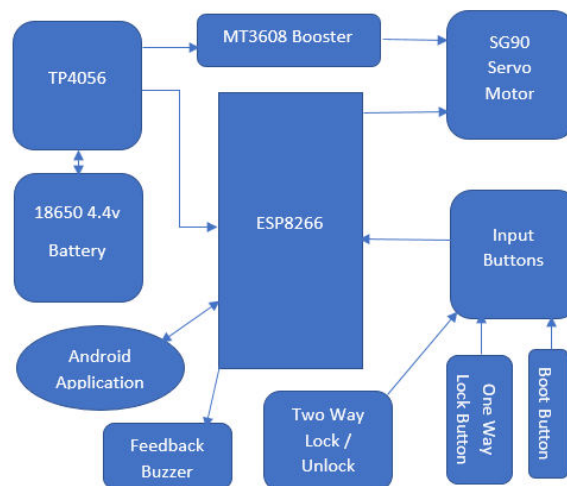 MT3608 Booster
TP4056
SG90
Servo
Motor
18650 4.4v
Battery
ESP8266
Input
Buttons
Android
Application
Feedback
Buzzer
Two Way
Lock /
Unlock
One Way
Lock Button
Boot Button